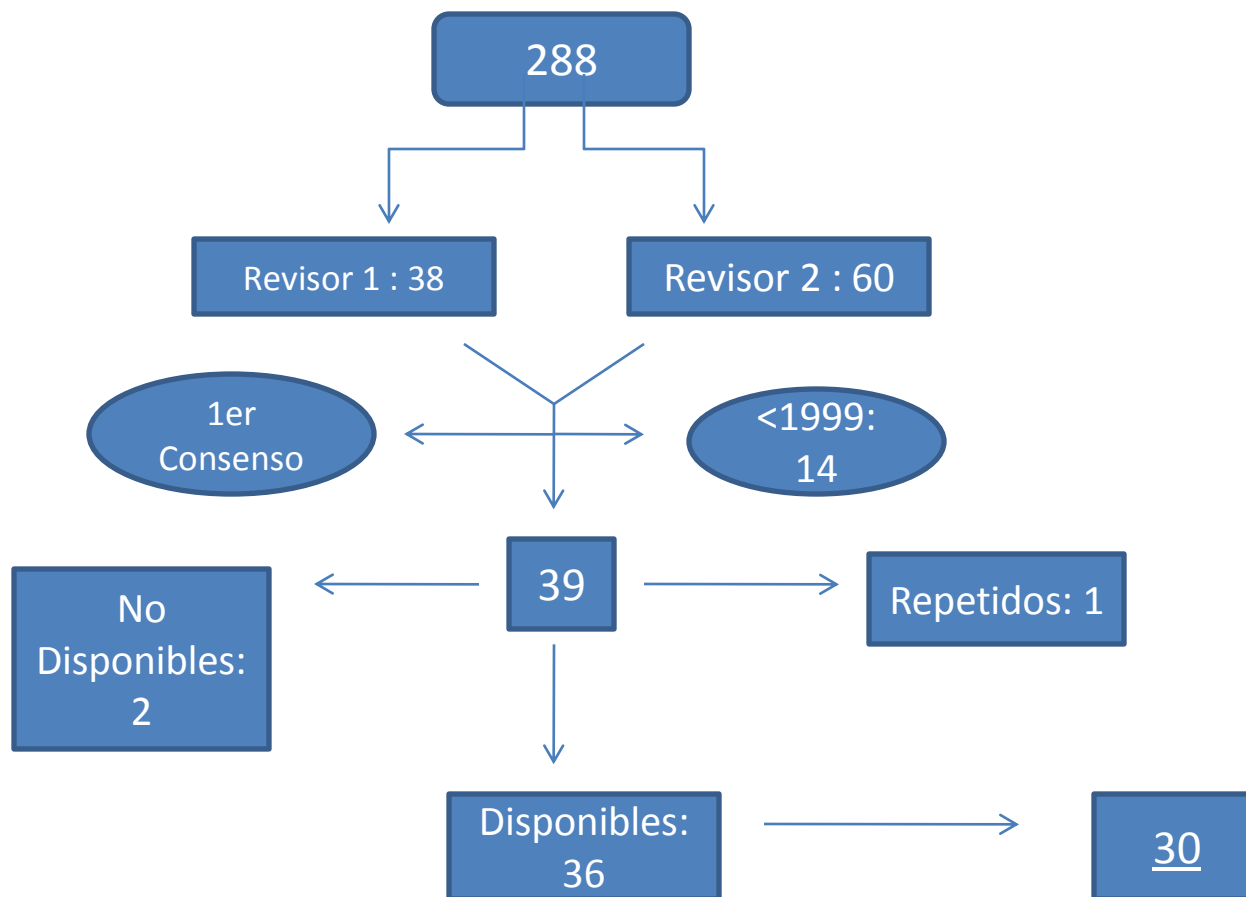 288
Revisor 1 : 38
Revisor 2 : 60
1er
Consenso
<1999:
14
39
No
Disponibles:
2
Repetidos: 1
Disponibles:
36
30